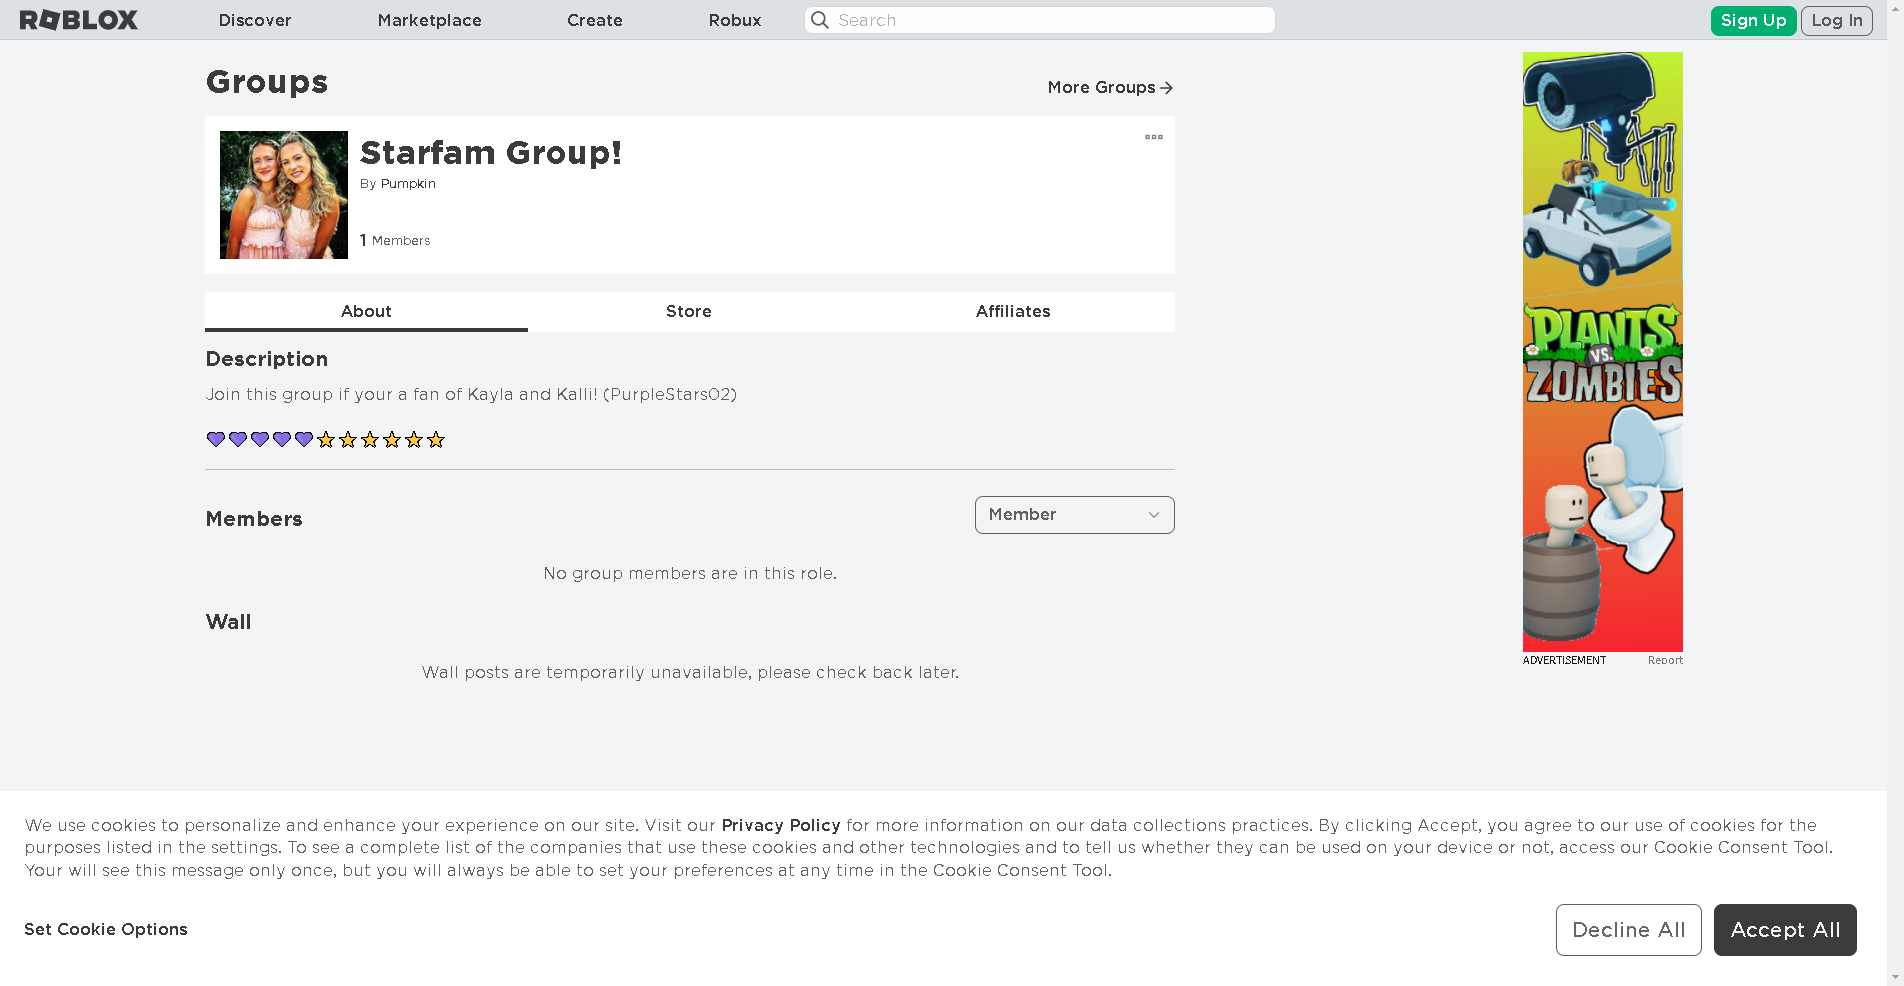 ROBLOX
Discover
Marketplace
Create
Robux
Search
Sign Up
Log In
Groups
More Groups
Starfam Group!
By Pumpkin
1 Members
About
Store
Affiliates
Description
Join this group if your a fan of Kayla and Kalli! (PurpleStars02)
Members
Member
No group members are in this role.
Wall
Wall posts are temporarily unavailable, please check back later.
PLANTS
VS.
ZOMBIES
ADVERTISEMENT
Report
We use cookies to personalize and enhance your experience on our site. Visit our Privacy Policy for more information on our data collections practices. By clicking Accept, you agree to our use of cookies for the
purposes listed in the settings. To see a complete list of the companies that use these cookies and other technologies and to tell us whether they can be used on your device or not, access our Cookie Consent Tool.
Your will see this message only once, but you will always be able to set your preferences at any time in the Cookie Consent Tool.
Set Cookie Options
Decline All
Accept All